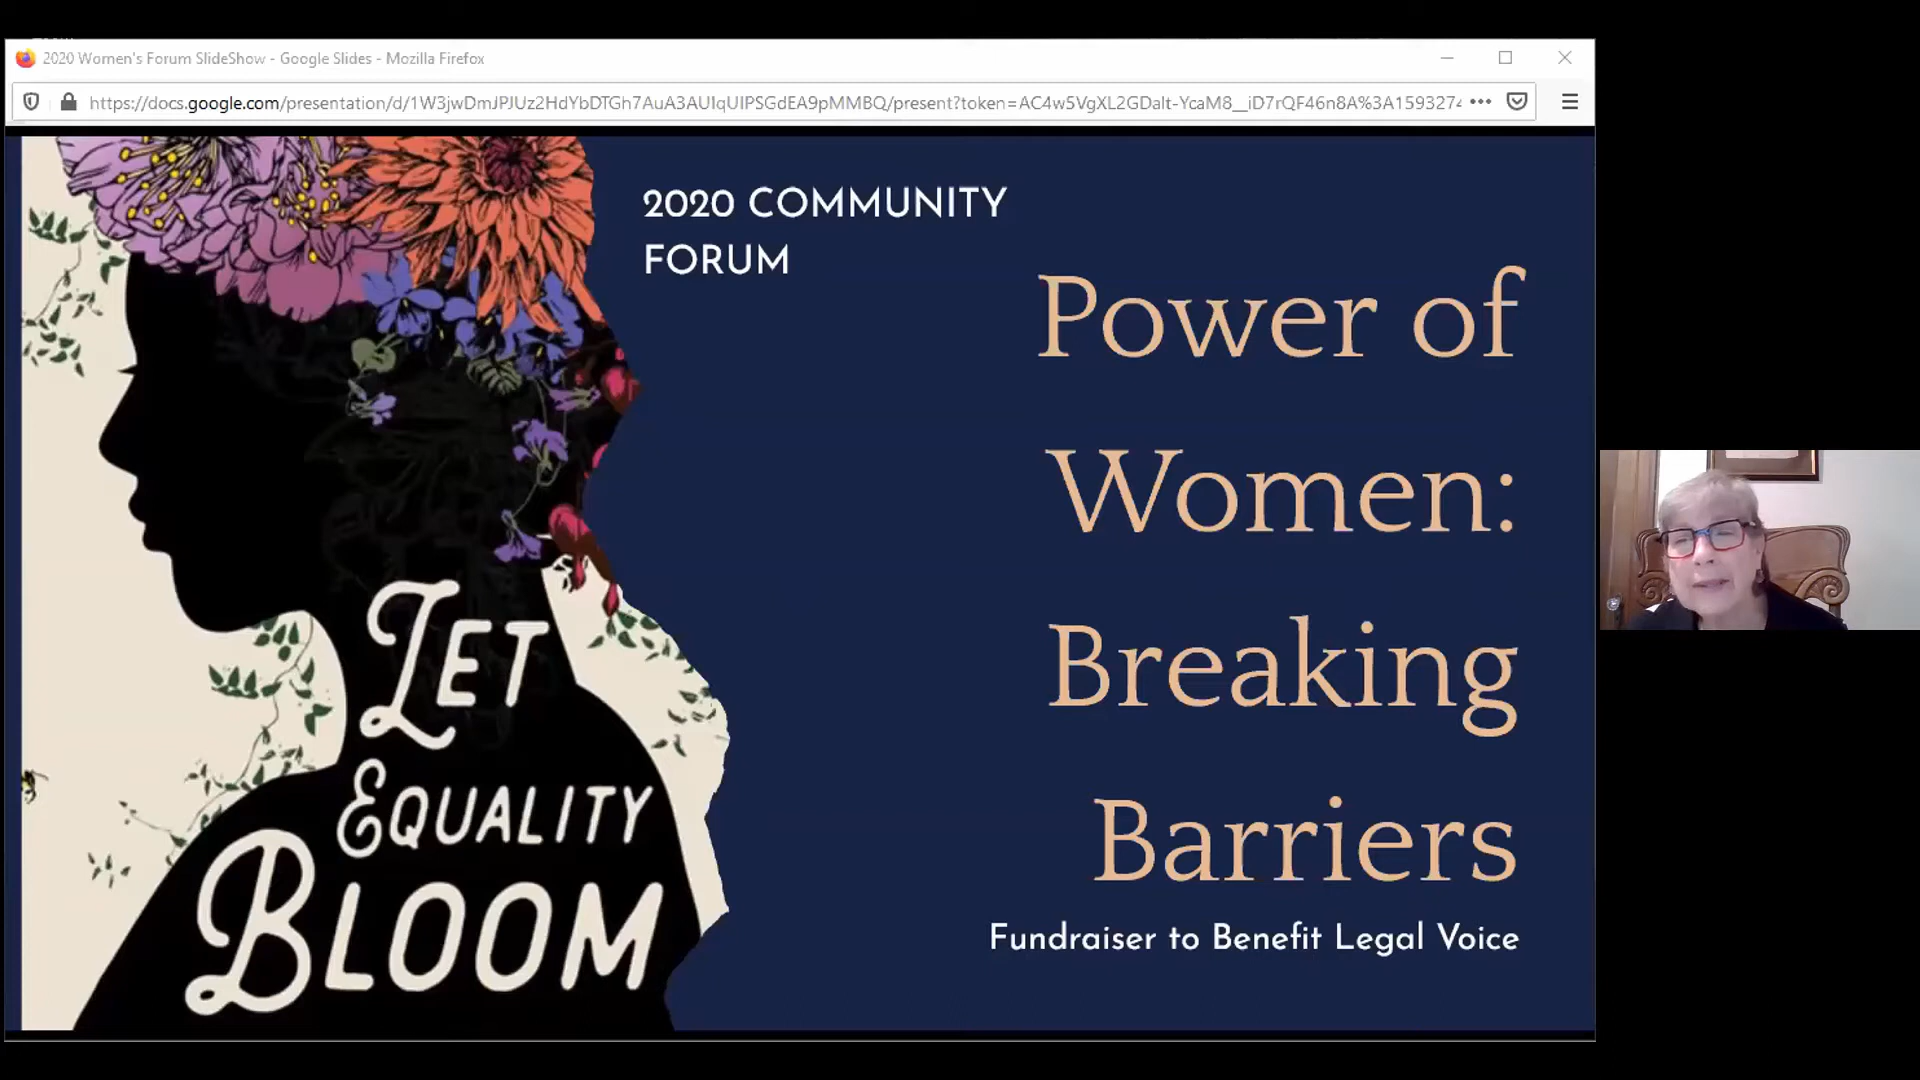 2020 Women's Forum SlideShow - Google Slides - Mozilla Firefox
https://docs.google.com/presentation/d/1W3jwDmJPJUz2HdYbDTGh7AuA3AUIqUIPSGdEA9pMMBQ/present?token=AC4w5VgXL2GDalt-YcaM8__iD7rQF46n8A%3A1593274
2020 COMMUNITY
FORUM
Power of
Women:
Breaking
Barriers
Fundraiser to Benefit Legal Voice
LET
EQUALITY
BLOOM